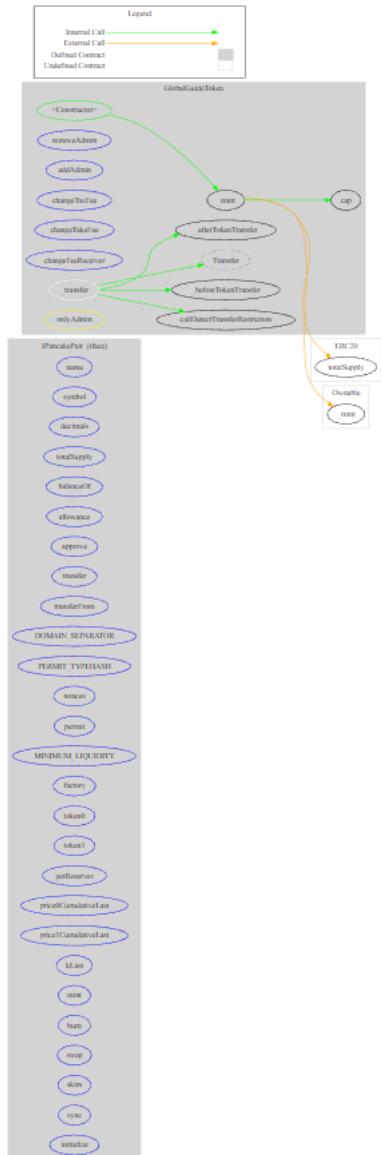 Legend
Internal Call
External Call
Defined Contract
Undefined Contract
GlobalGuideToken
<Constructor>
removeAdmin
addAdmin
changeTaxFee
mint
cap
changeTakeFee
afterTokenTransfer
changeFeeReceiver
Transfer
transfer
beforeTokenTransfer
onlyAdmin
callDetectTransferRestriction
IPancakePair (iface)
ERC20
name
totalSupply
symbol
Ownable
decimals
mint
totalSupply
balanceOf
allowance
approve
transfer
transferFrom
DOMAIN_SEPARATOR
PERMIT_TYPEHASH
nonces
permit
MINIMUM_LIQUIDITY
factory
token0
token1
getReserves
price0CumulativeLast
price1CumulativeLast
kLast
mint
burn
swap
skim
sync
initialize